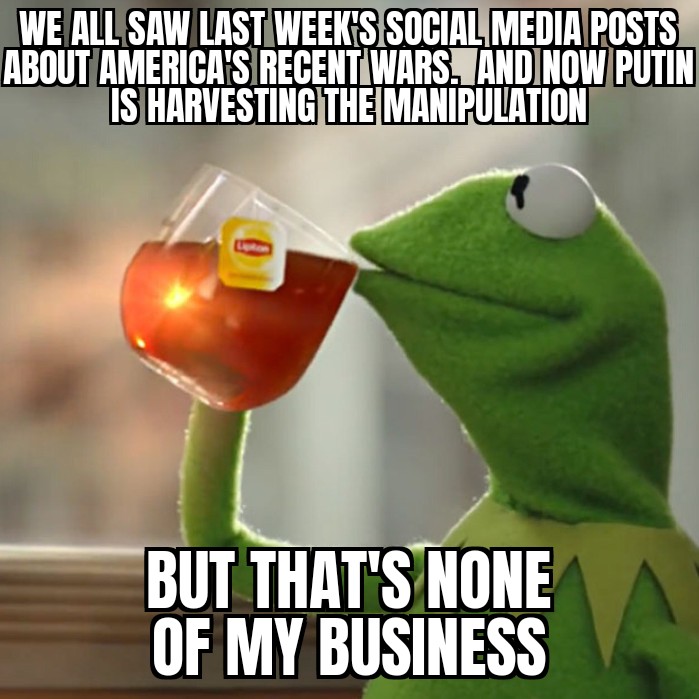 WE ALL SAW LAST WEEK'S SOCIAL MEDIA POSTS
ABOUT AMERICA'S RECENT WARS. AND NOW PUTIN
IS HARVESTING THE MANIPULATION
Lipton
BUT THAT'S NONE
OF MY BUSINESS